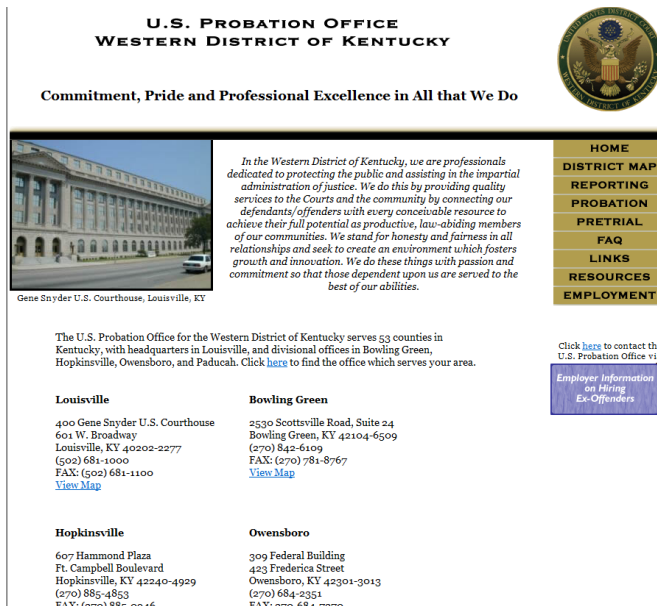 U.S. PROBATION OFFICE
WESTERN DISTRICT OF KENTUCKY
Commitment, Pride and Professional Excellence in All that We Do
In the Western District of Kentucky, we are professionals
dedicated to protecting the public and assisting in the impartial
administration of justice. We do this by providing quality
services to the Courts and the community by connecting our
defendants/offenders with every conceivable resource to
achieve their full potential as productive, law-abiding members
of our communities. We stand for honesty and fairness in all
relationships and seek to create an environment which fosters
growth and innovation. We do these things with passion and
commitment so that those dependent upon us are served to the
best of our abilities.
Gene Snyder U.S. Courthouse, Louisville, KY
HOME
DISTRICT MAP
REPORTING
PROBATION
PRETRIAL
FAQ
LINKS
RESOURCES
EMPLOYMENT
Click here to contact th
U.S. Probation Office vi
Employer Information
on Hiring
Ex-Offenders
The U.S. Probation Office for the Western District of Kentucky serves 53 counties in
Kentucky, with headquarters in Louisville, and divisional offices in Bowling Green,
Hopkinsville, Owensboro, and Paducah. Click here to find the office which serves your area.
Louisville
400 Gene Snyder U.S. Courthouse
601 W. Broadway
Louisville, KY 40202-2277
(502) 681-1000
FAX: (502) 681-1100
View Map
Bowling Green
2530 Scottsville Road, Suite 24
Bowling Green, KY 42104-6509
(270) 842-6109
FAX: (270) 781-8767
View Map
Hopkinsville
607 Hammond Plaza
Ft. Campbell Boulevard
Hopkinsville, KY 42240-4929
(270) 885-4853
FAX: (270)
Owensboro
309 Federal Building
423 Frederica Street
Owensboro, KY 42301-3013
(270) 684-2351
FAX: